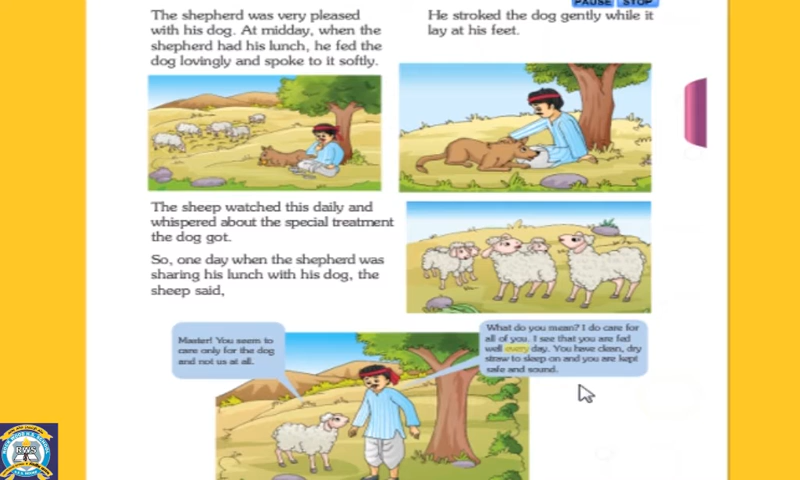 PAUSE STOP
The shepherd was very pleased
with his dog. At midday, when the
shepherd had his lunch, he fed the
dog lovingly and spoke to it softly.
He stroked the dog gently while it
lay at his feet.
The sheep watched this daily and
whispered about the special treatment
the dog got.
So, one day when the shepherd was
sharing his lunch with his dog, the
sheep said,
Master! You seem to
care only for the dog
and not us at all.
What do you mean? I do care for
all of you. I see that you are fed
well every day. You have clean, dry
straw to sleep on and you are kept
safe and sound.
RWS